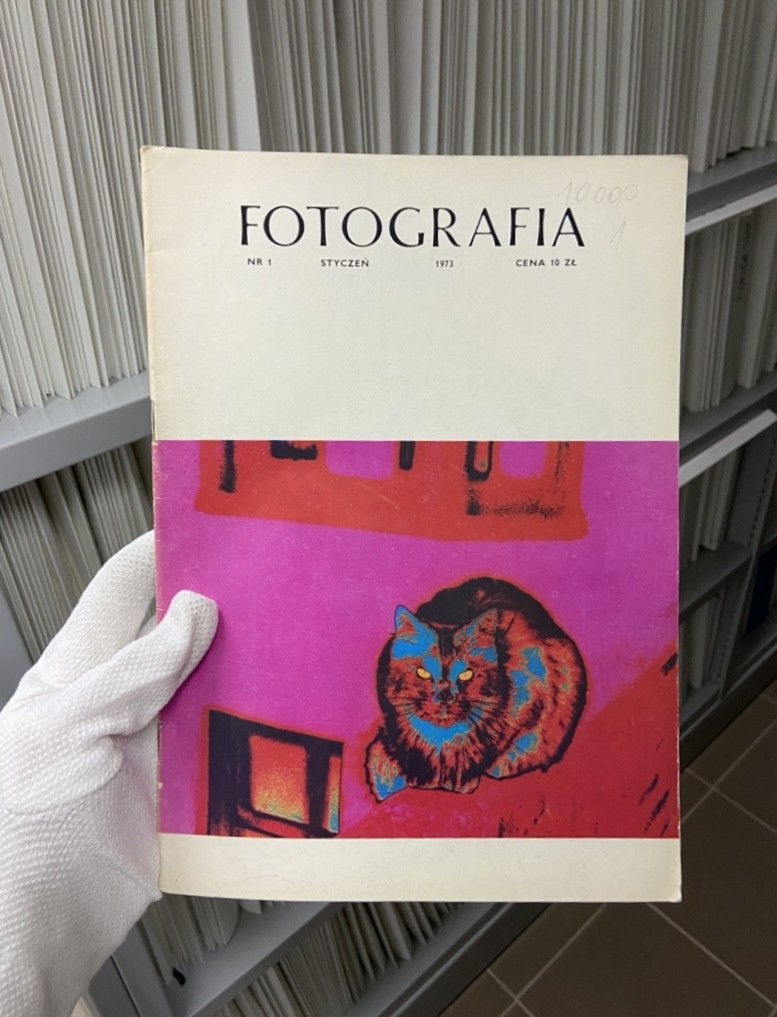 10000
FOTOGRAFIA
1
NR 1 STYCZEŃ 1973 CENA 10 ZŁ